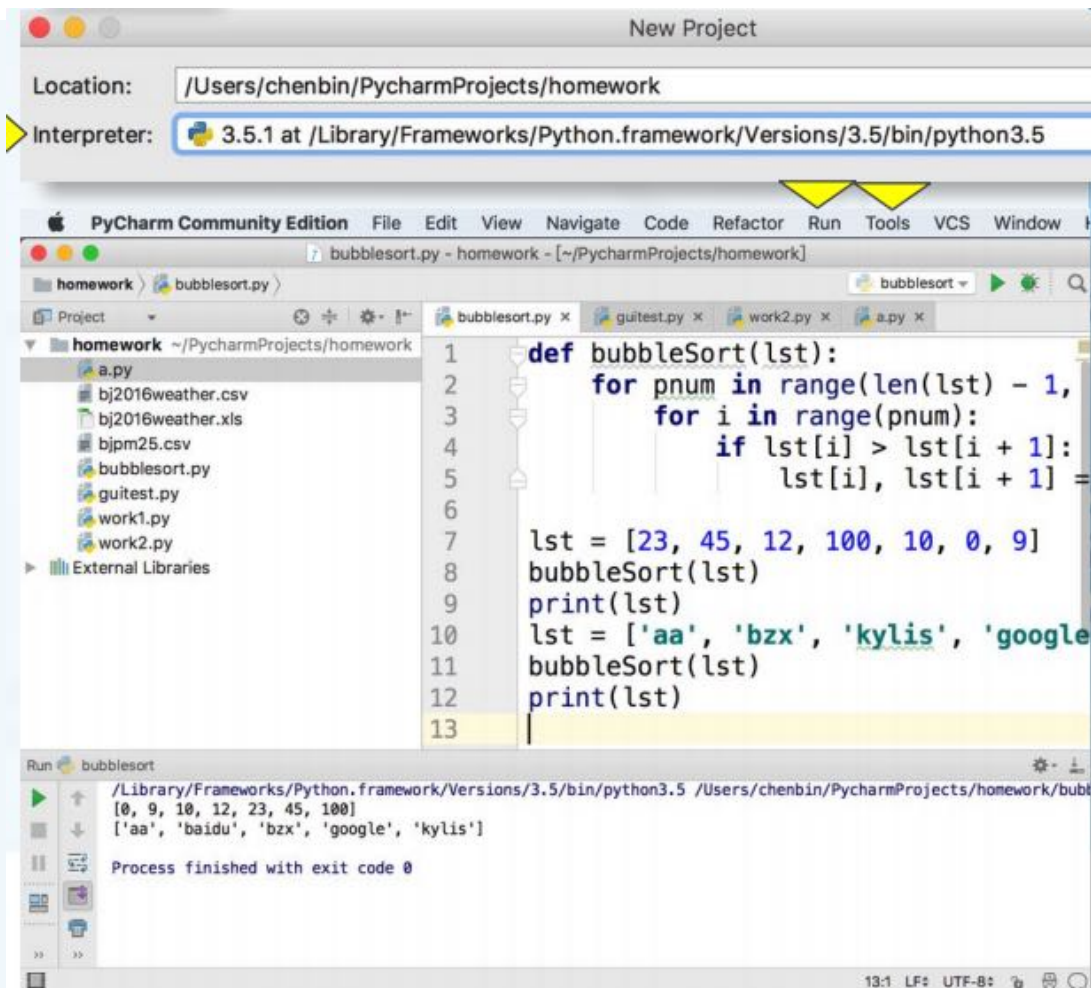 New Project
Location: /Users/chenbin/PycharmProjects/homework
Interpreter: 3.5.1 at /Library/Frameworks/Python.framework/Versions/3.5/bin/python3.5
PyCharm Community Edition File Edit View Navigate Code Refactor Run Tools VCS Window
bubblesort.py - homework - [~/PycharmProjects/homework]
homework bubblesort.py bubblesort
Project bubblesort.py × guitest.py × work2.py × a.py ×
homework ~/PycharmProjects/homework
a.py
bj2016weather.csv
bj2016weather.xls
bjpm25.csv
bubblesort.py
guitest.py
work1.py
work2.py
External Libraries
1 def bubbleSort(lst):
2 for pnum in range(len(lst) - 1,
3 for i in range(pnum):
4 if lst[i] > lst[i + 1]:
5 lst[i], lst[i + 1] =
6
7 lst = [23, 45, 12, 100, 10, 0, 9]
8 bubbleSort(lst)
9 print(lst)
10 lst = ['aa', 'bzx', 'kylis', 'google
11 bubbleSort(lst)
12 print(lst)
13
Run bubblesort
/Library/Frameworks/Python.framework/Versions/3.5/bin/python3.5 /Users/chenbin/PycharmProjects/homework/bubb
[0, 9, 10, 12, 23, 45, 100]
['aa', 'baidu', 'bzx', 'google', 'kylis']
Process finished with exit code 0
13:1 LF UTF-8